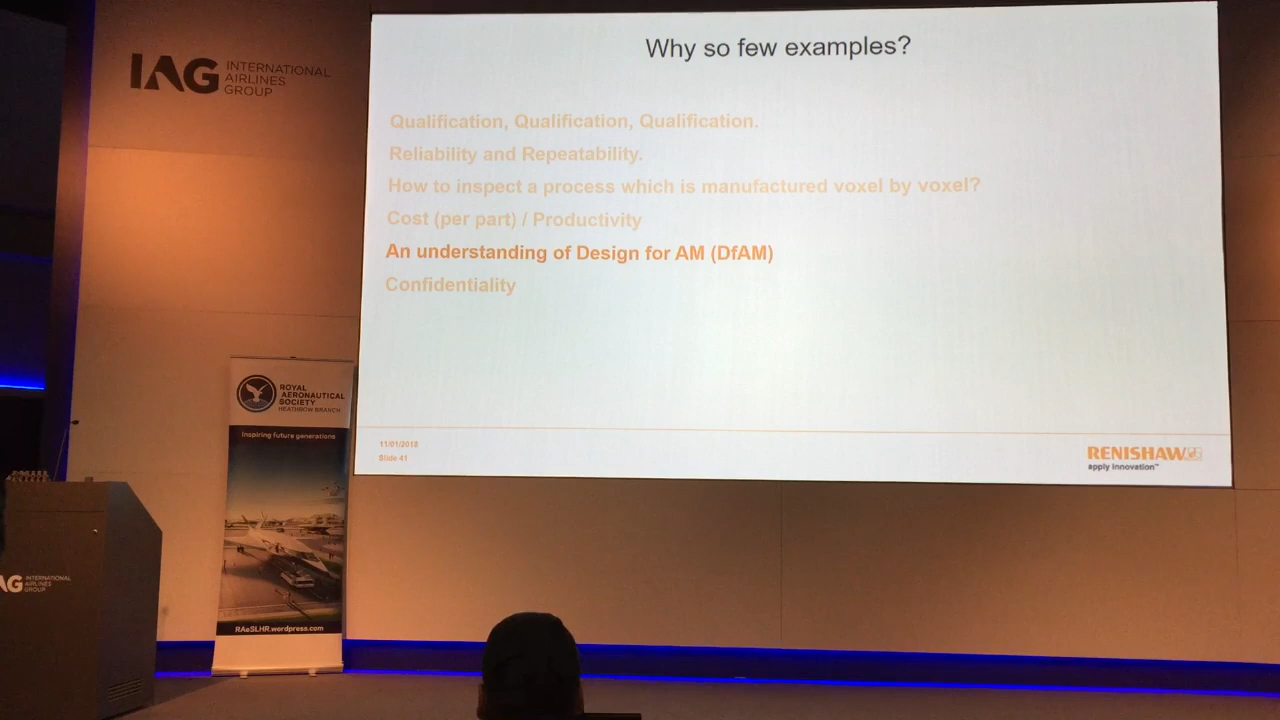 IAG INTERNATIONAL
AIRLINES
GROUP
Why so few examples?
Qualification, Qualification, Qualification.
Reliability and Repeatability.
How to inspect a process which is manufactured voxel by voxel?
Cost (per part) / Productivity
An understanding of Design for AM (DfAM)
Confidentiality
11/01/2018
Slide 41
RENISHAW
apply innovation™
ROYAL
AERONAUTICAL
SOCIETY
HEATHROW BRANCH
Inspiring future generations
RAeSLHR.wordpress.com
AG INTERNATIONAL
AIRLINES
GROUP